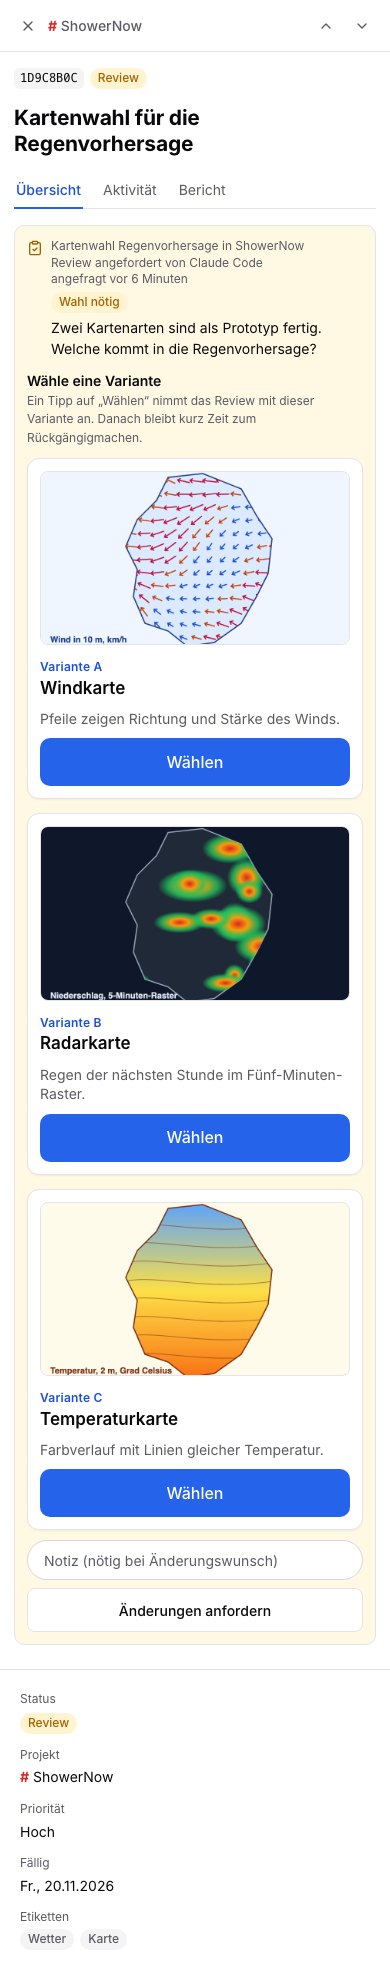 # ShowerNow
1D9C8B0C Review
Kartenwahl für die
Regenvorhersage
Übersicht Aktivität Bericht
Kartenwahl Regenvorhersage in ShowerNow
Review angefordert von Claude Code
angefragt vor 6 Minuten
Wahl nötig
Zwei Kartenarten sind als Prototyp fertig.
Welche kommt in die Regenvorhersage?
Wähle eine Variante
Ein Tipp auf „Wählen“ nimmt das Review mit dieser
Variante an. Danach bleibt kurz Zeit zum
Rückgängigmachen.
Wind in 10 m, km/h
Variante A
Windkarte
Pfeile zeigen Richtung und Stärke des Winds.
Wählen
Niederschlag, 5-Minuten-Raster
Variante B
Radarkarte
Regen der nächsten Stunde im Fünf-Minuten-
Raster.
Wählen
Temperatur, 2 m, Grad Celsius
Variante C
Temperaturkarte
Farbverlauf mit Linien gleicher Temperatur.
Wählen
Notiz (nötig bei Änderungswunsch)
Änderungen anfordern
Status
Review
Projekt
# ShowerNow
Priorität
Hoch
Fällig
Fr., 20.11.2026
Etiketten
Wetter Karte